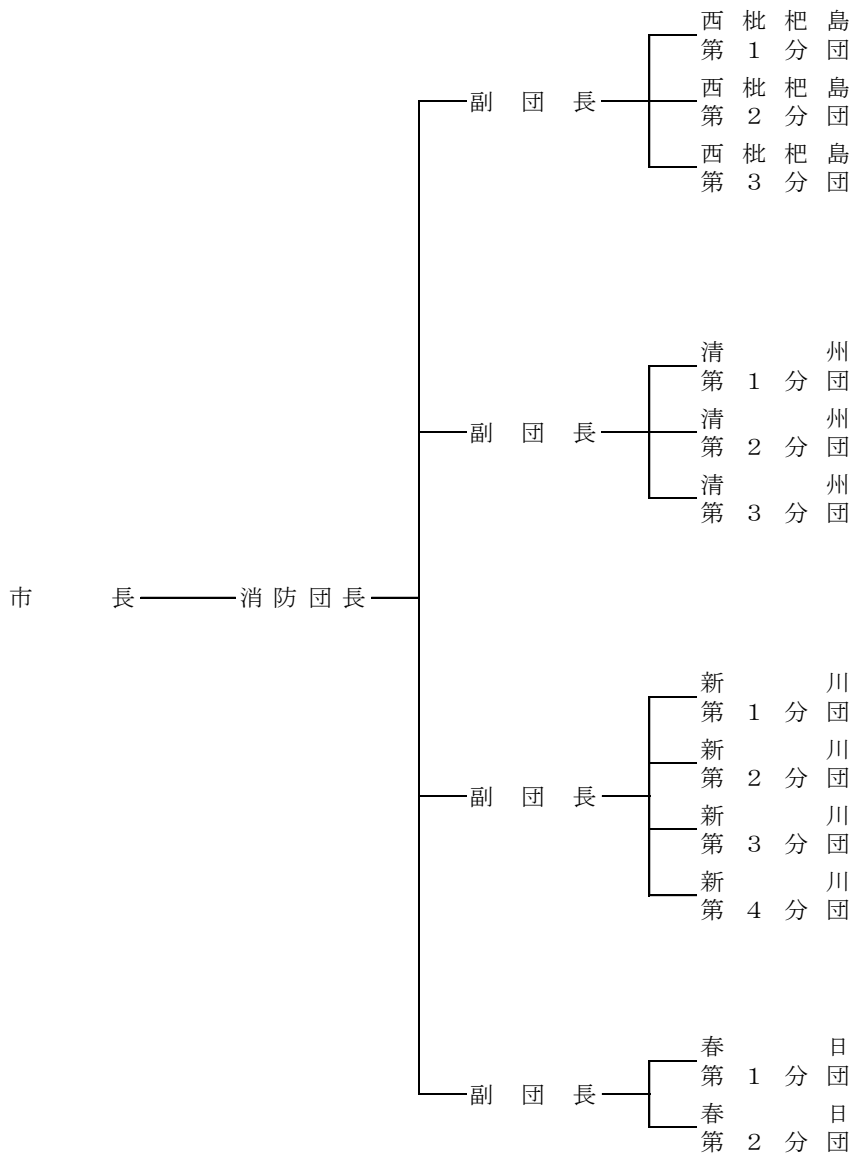 西枇杷島
第１分団
副団長
西枇杷島
第２分団
西枇杷島
第３分団
清州
第１分団
副団長
清州
第２分団
清州
第３分団
市長
消防団長
新川
第１分団
新川
第２分団
副団長
新川
第３分団
新川
第４分団
春日
第１分団
副団長
春日
第２分団